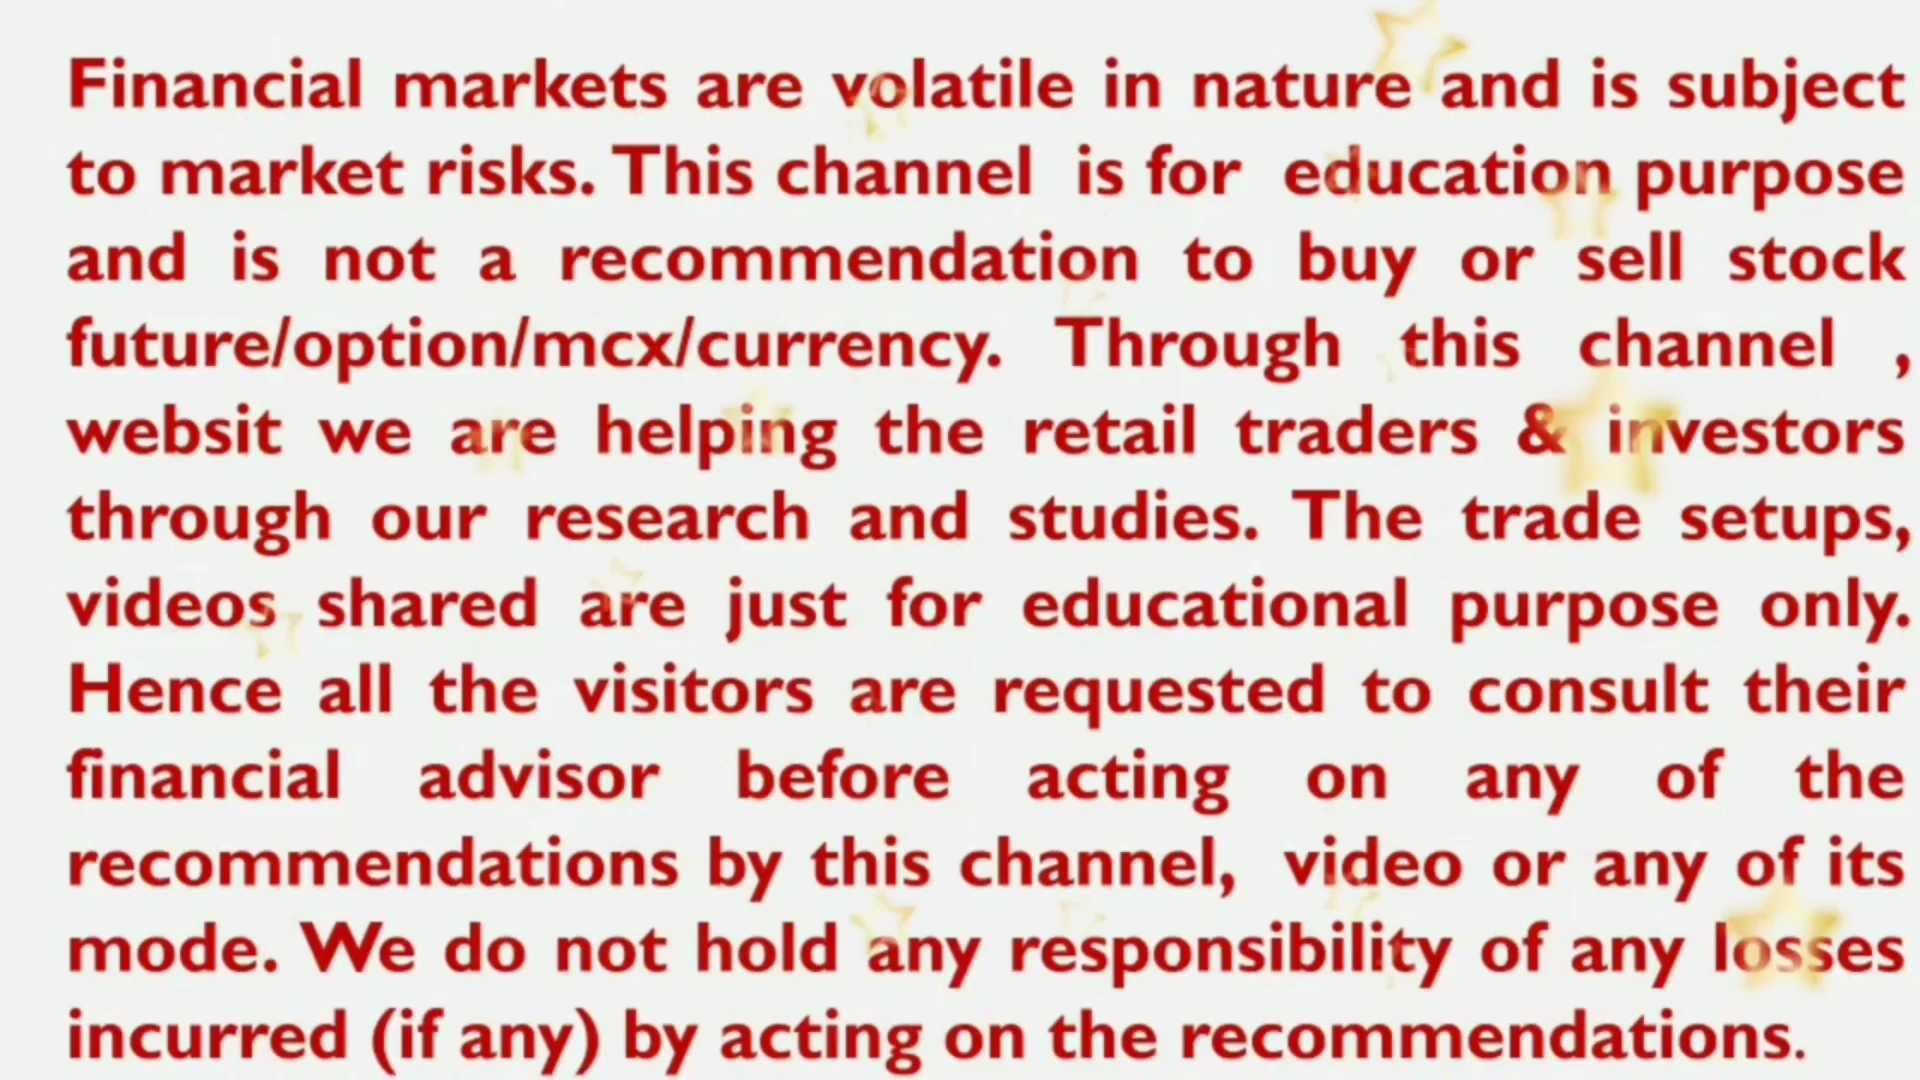 Financial markets are volatile in nature and is subject
to market risks. This channel is for education purpose
and is not a recommendation to buy or sell stock
future/option/mcx/currency. Through this channel ,
websit we are helping the retail traders & investors
through our research and studies. The trade setups,
videos shared are just for educational purpose only.
Hence all the visitors are requested to consult their
financial advisor before acting on any of the
recommendations by this channel, video or any of its
mode. We do not hold any responsibility of any losses
incurred (if any) by acting on the recommendations.